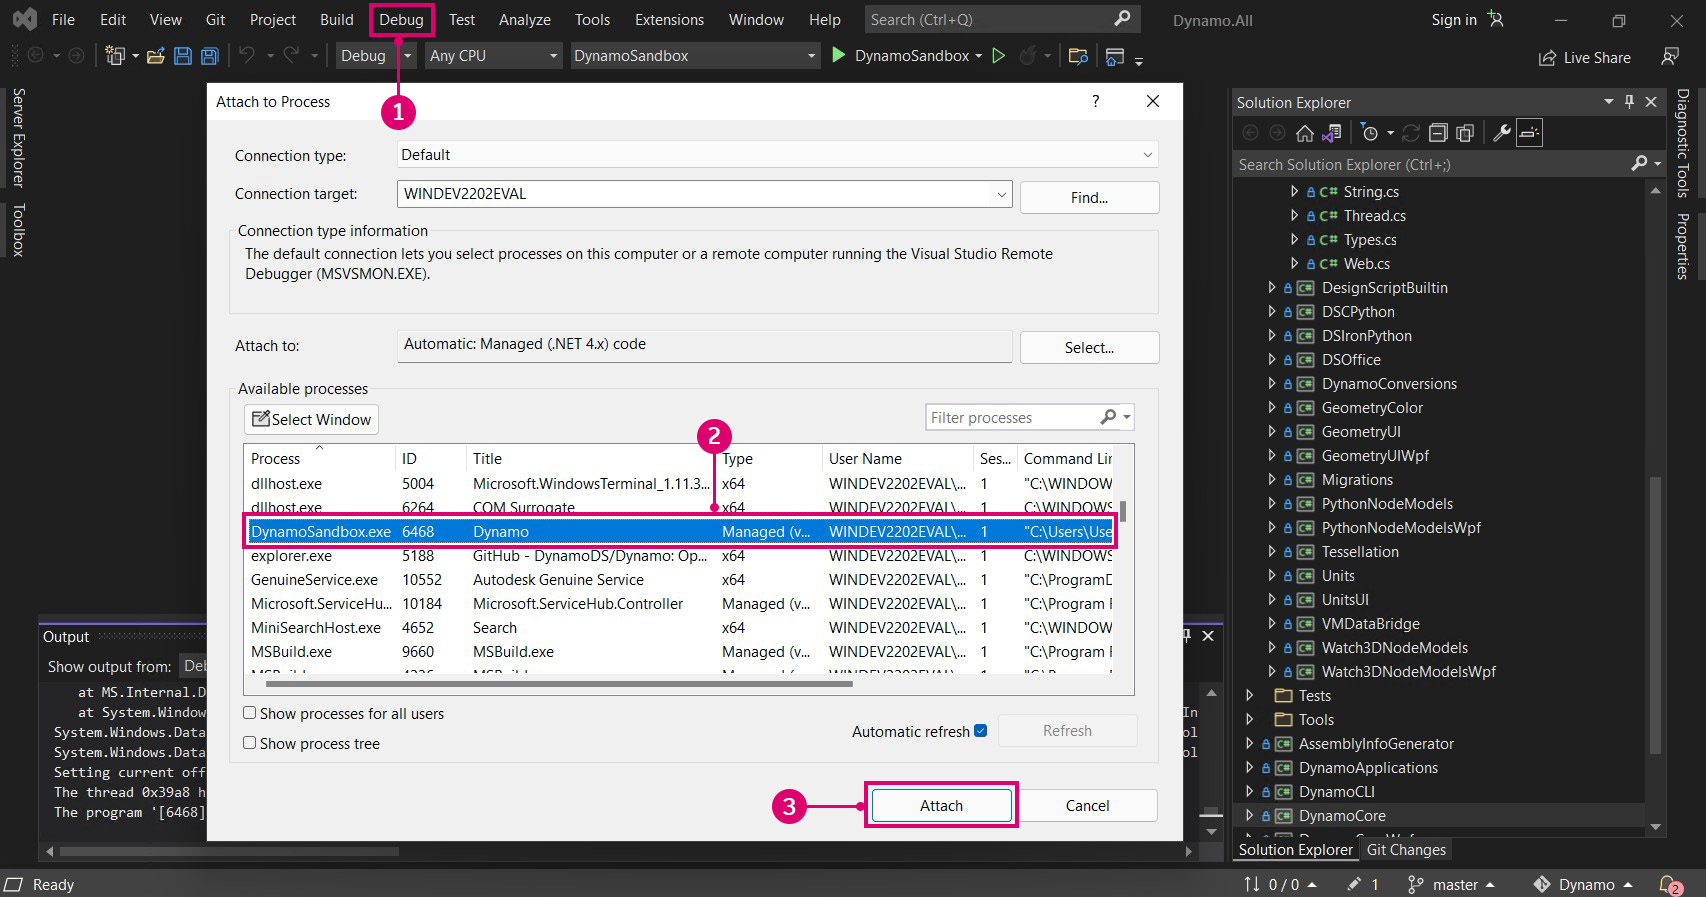 File Edit View Git Project Build Debug Test Analyze Tools Extensions Window Help Search (Ctrl+Q) Dynamo.All Sign in
Debug Any CPU DynamoSandbox DynamoSandbox Live Share
1
Server Explorer
Toolbox
Attach to Process ?
Connection type: Default
Connection target: WINDEV2202EVAL Find...
Connection type information
The default connection lets you select processes on this computer or a remote computer running the Visual Studio Remote
Debugger (MSVSMON.EXE).
Attach to: Automatic: Managed (.NET 4.x) code Select...
Available processes
Select Window Filter processes
2
Process ID Title Type User Name Ses... Command Lin
dllhost.exe 5004 Microsoft.WindowsTerminal_1.11.3... x64 WINDEV2202EVAL\... 1 "C:\WINDOW
dllhost.exe 6264 COM Surrogate x64 WINDEV2202EVAL\... 1 C:\WINDOWS
DynamoSandbox.exe 6468 Dynamo Managed (v... WINDEV2202EVAL\... 1 "C:\Users\Use
explorer.exe 5188 GitHub - DynamoDS/Dynamo: Op... x64 WINDEV2202EVAL\... 1 C:\WINDOWS
GenuineService.exe 10552 Autodesk Genuine Service x64 WINDEV2202EVAL\... 1 "C:\ProgramD
Microsoft.ServiceHu... 10184 Microsoft.ServiceHub.Controller Managed (v... WINDEV2202EVAL\... 1 "C:\Program F
MiniSearchHost.exe 4652 Search x64 WINDEV2202EVAL\... 1 "C:\WINDOW
MSBuild.exe 9660 MSBuild.exe Managed (v... WINDEV2202EVAL\... 1 "C:\Program F
Show processes for all users
Show process tree
Automatic refresh Refresh
3
Attach Cancel
Output
Show output from: Deb
at MS.Internal.D
at System.Window
System.Windows.Data
System.Windows.Data
Setting current off
The thread 0x39a8 h
The program '[6468]
In
ol
ol
Solution Explorer
Search Solution Explorer (Ctrl+;)
C# String.cs
C# Thread.cs
C# Types.cs
C# Web.cs
C# DesignScriptBuiltin
C# DSCPython
C# DSIronPython
C# DSOffice
C# DynamoConversions
C# GeometryColor
C# GeometryUI
C# GeometryUIWpf
C# Migrations
C# PythonNodeModels
C# PythonNodeModelsWpf
C# Tessellation
C# Units
C# UnitsUI
C# VMDataBridge
C# Watch3DNodeModels
C# Watch3DNodeModelsWpf
Tests
Tools
C# AssemblyInfoGenerator
C# DynamoApplications
C# DynamoCLI
C# DynamoCore
Solution Explorer Git Changes
Diagnostic Tools
Properties
Ready 0 / 0 1 master Dynamo 2